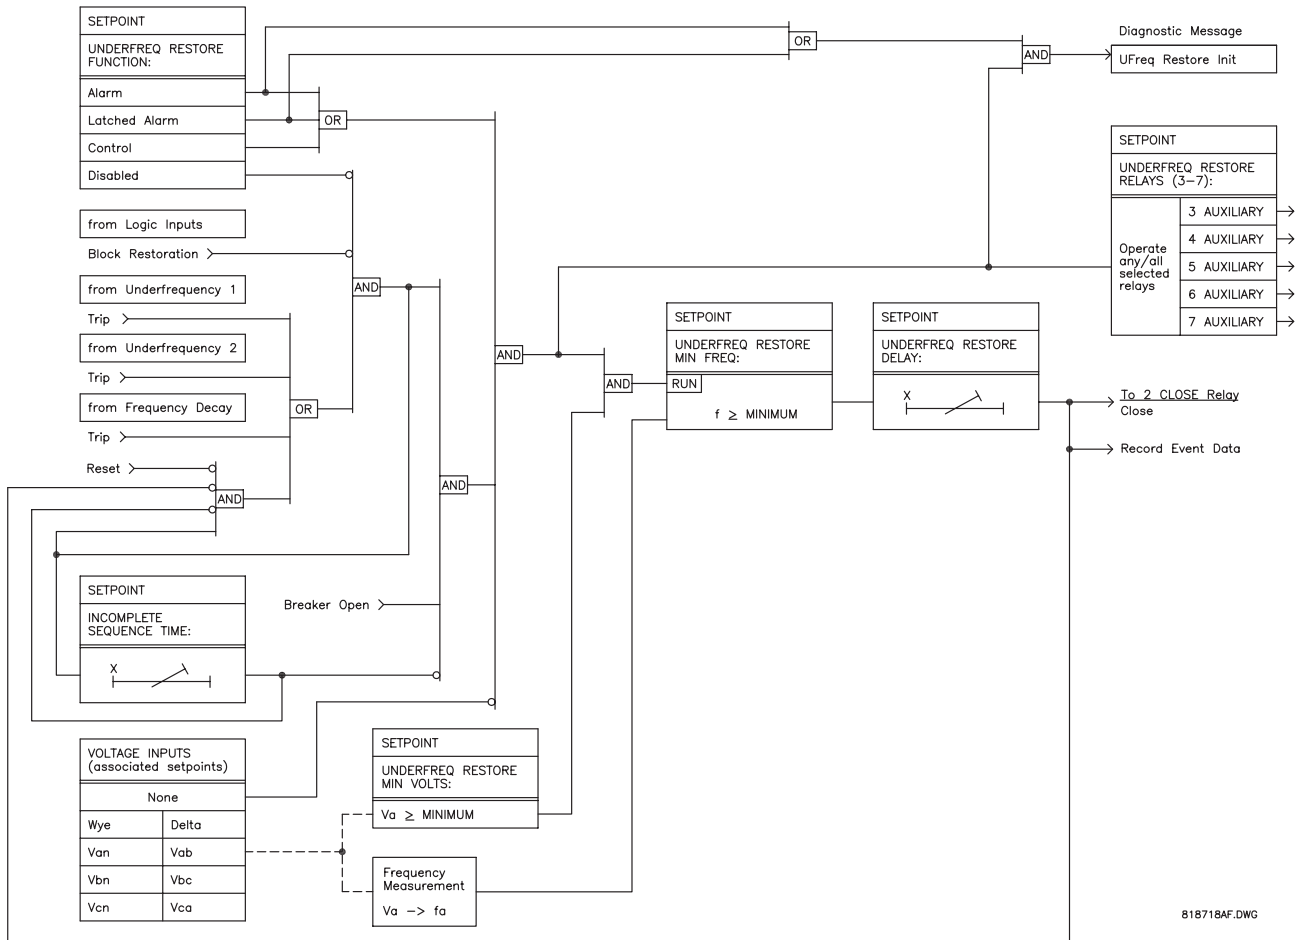 SETPOINT
UNDERFREQ RESTORE
FUNCTION:
Alarm
Latched Alarm
Control
Disabled
OR
OR
AND
Diagnostic Message
UFreq Restore Init
SETPOINT
UNDERFREQ RESTORE
RELAYS (3–7):
Operate
any/all
selected
relays
3 AUXILIARY
4 AUXILIARY
5 AUXILIARY
6 AUXILIARY
7 AUXILIARY
from Logic Inputs
Block Restoration
from Underfrequency 1
Trip
from Underfrequency 2
Trip
from Frequency Decay
Trip
Reset
AND
OR
AND
AND
AND
AND
SETPOINT
UNDERFREQ RESTORE
MIN FREQ:
RUN
f ≥ MINIMUM
SETPOINT
UNDERFREQ RESTORE
DELAY:
X
To 2 CLOSE Relay
Close
Record Event Data
SETPOINT
INCOMPLETE
SEQUENCE TIME:
X
Breaker Open
VOLTAGE INPUTS
(associated setpoints)
None
Wye Delta
Van Vab
Vbn Vbc
Vcn Vca
SETPOINT
UNDERFREQ RESTORE
MIN VOLTS:
Va ≥ MINIMUM
Frequency
Measurement
Va -> fa
818718AF.DWG